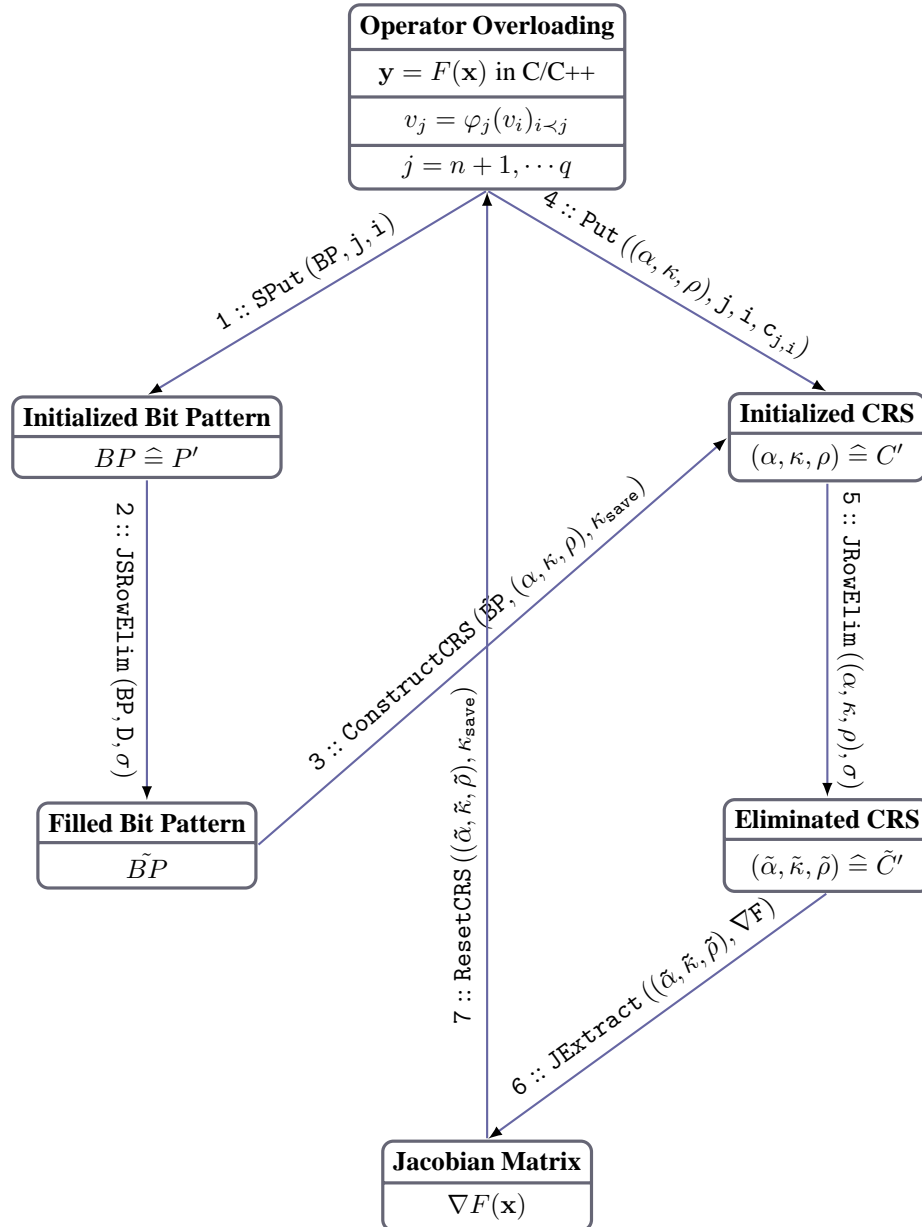 Operator Overloading
y = F(x) in C/C++
v_j = φ_j(v_i)_{i≺j}
j = n + 1, ⋯ q
1 :: SPut (BP, j, i)
4 :: Put ((α, κ, ρ), j, i, c_{j,i})
Initialized Bit Pattern
BP ≙ P′
Initialized CRS
(α, κ, ρ) ≙ C′
2 :: JSRowElim (BP, D, σ)
3 :: ConstructCRS (B̃P, (α, κ, ρ), κ_save)
5 :: JRowElim ((α, κ, ρ), σ)
Filled Bit Pattern
B̃P
Eliminated CRS
(α̃, κ̃, ρ̃) ≙ C̃′
7 :: ResetCRS ((α̃, κ̃, ρ̃), κ_save)
6 :: JExtract ((α̃, κ̃, ρ̃), ∇F)
Jacobian Matrix
∇F(x)